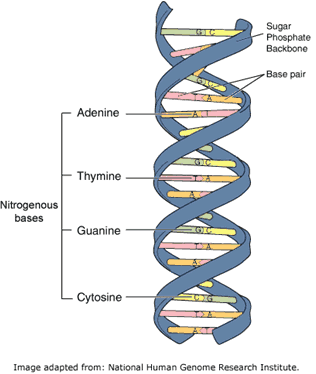 G C
Sugar
Phosphate
Backbone
Base pair
T A
Adenine
A
Thymine
T A
A
Nitrogenous
bases
Guanine
G C
T A
A
Cytosine
C G
T A
A T
Image adapted from: National Human Genome Research Institute.